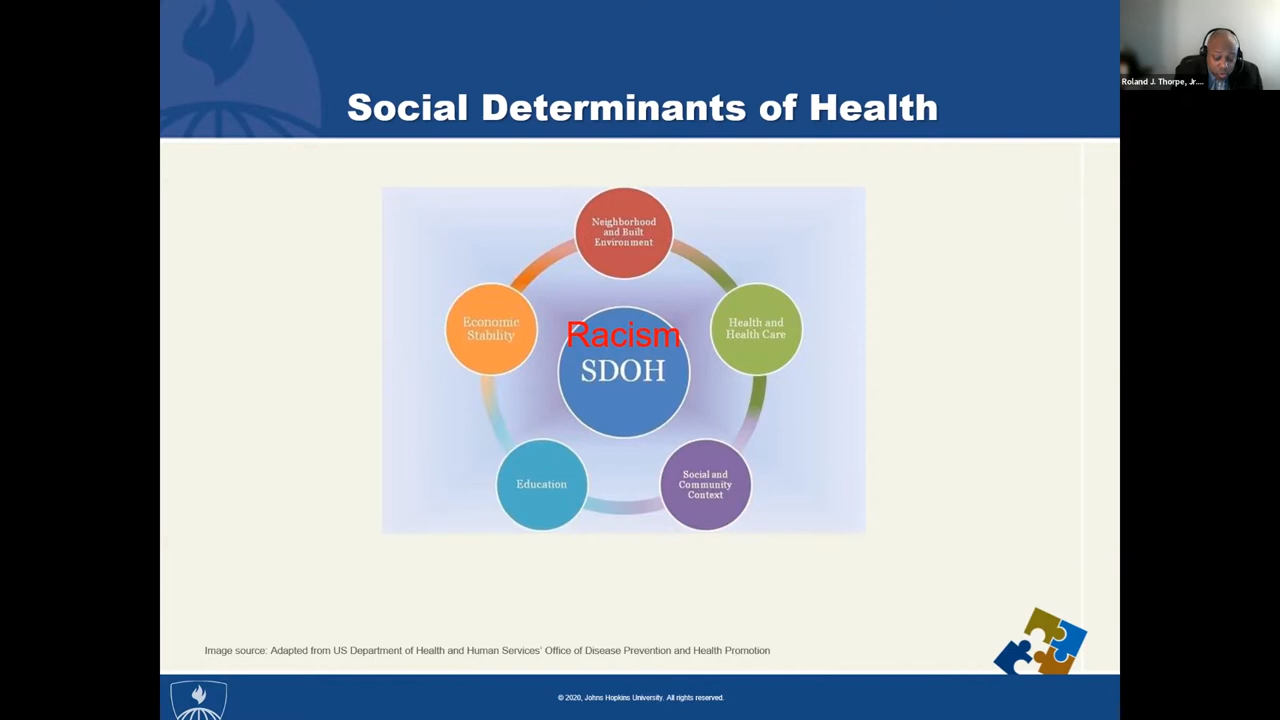 Social Determinants of Health
Roland J. Thorpe, Jr....
Neighborhood
and Built
Environment
Economic
Stability
Racism
SDOH
Health and
Health Care
Education
Social and
Community
Context
Image source: Adapted from US Department of Health and Human Services' Office of Disease Prevention and Health Promotion
© 2020, Johns Hopkins University. All rights reserved.